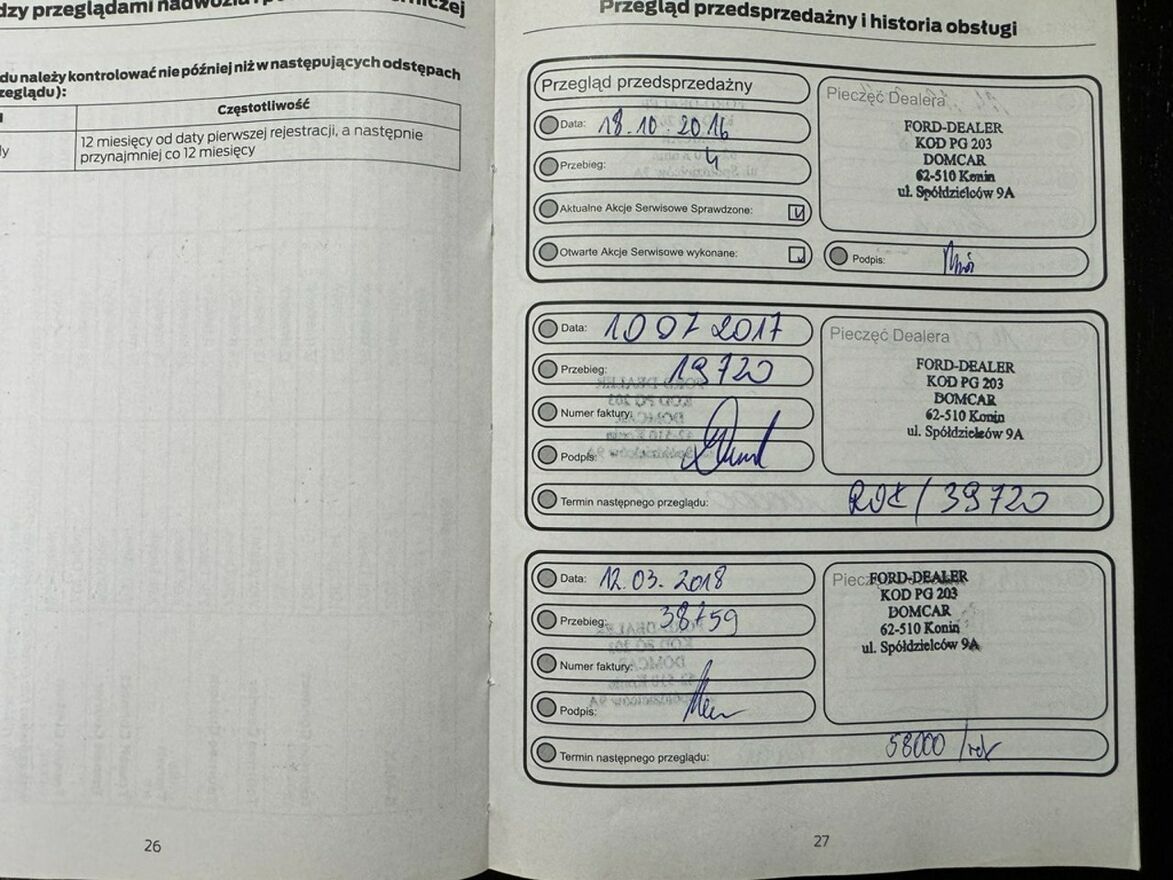 dzy przeglądami nadwozia
Przegląd przedsprzedażny i historia obsługi
du należy kontrolować nie później niż w następujących odstępach
zeglądu):
Częstotliwość
ly
12 miesięcy od daty pierwszej rejestracji, a następnie
przynajmniej co 12 miesięcy
26
Przegląd przedsprzedażny
Data: 18.10.2016
Przebieg: 4
Aktualne Akcje Serwisowe Sprawdzone:
Otwarte Akcje Serwisowe wykonane:
Pieczęć Dealera
FORD-DEALER
KOD PG 203
DOMCAR
62-510 Konin
ul. Spółdzielców 9A
Podpis:
Data: 10 07 2017
Przebieg: 19720
Numer faktury:
Podpis:
Pieczęć Dealera
FORD-DEALER
KOD PG 203
DOMCAR
62-510 Konin
ul. Spółdzielców 9A
Termin następnego przeglądu: ROK / 39720
Data: 12.03.2018
Przebieg: 38759
Numer faktury:
Podpis:
FORD-DEALER
KOD PG 203
DOMCAR
62-510 Konin
ul. Spółdzielców 9A
Termin następnego przeglądu: 58000 / rok
27